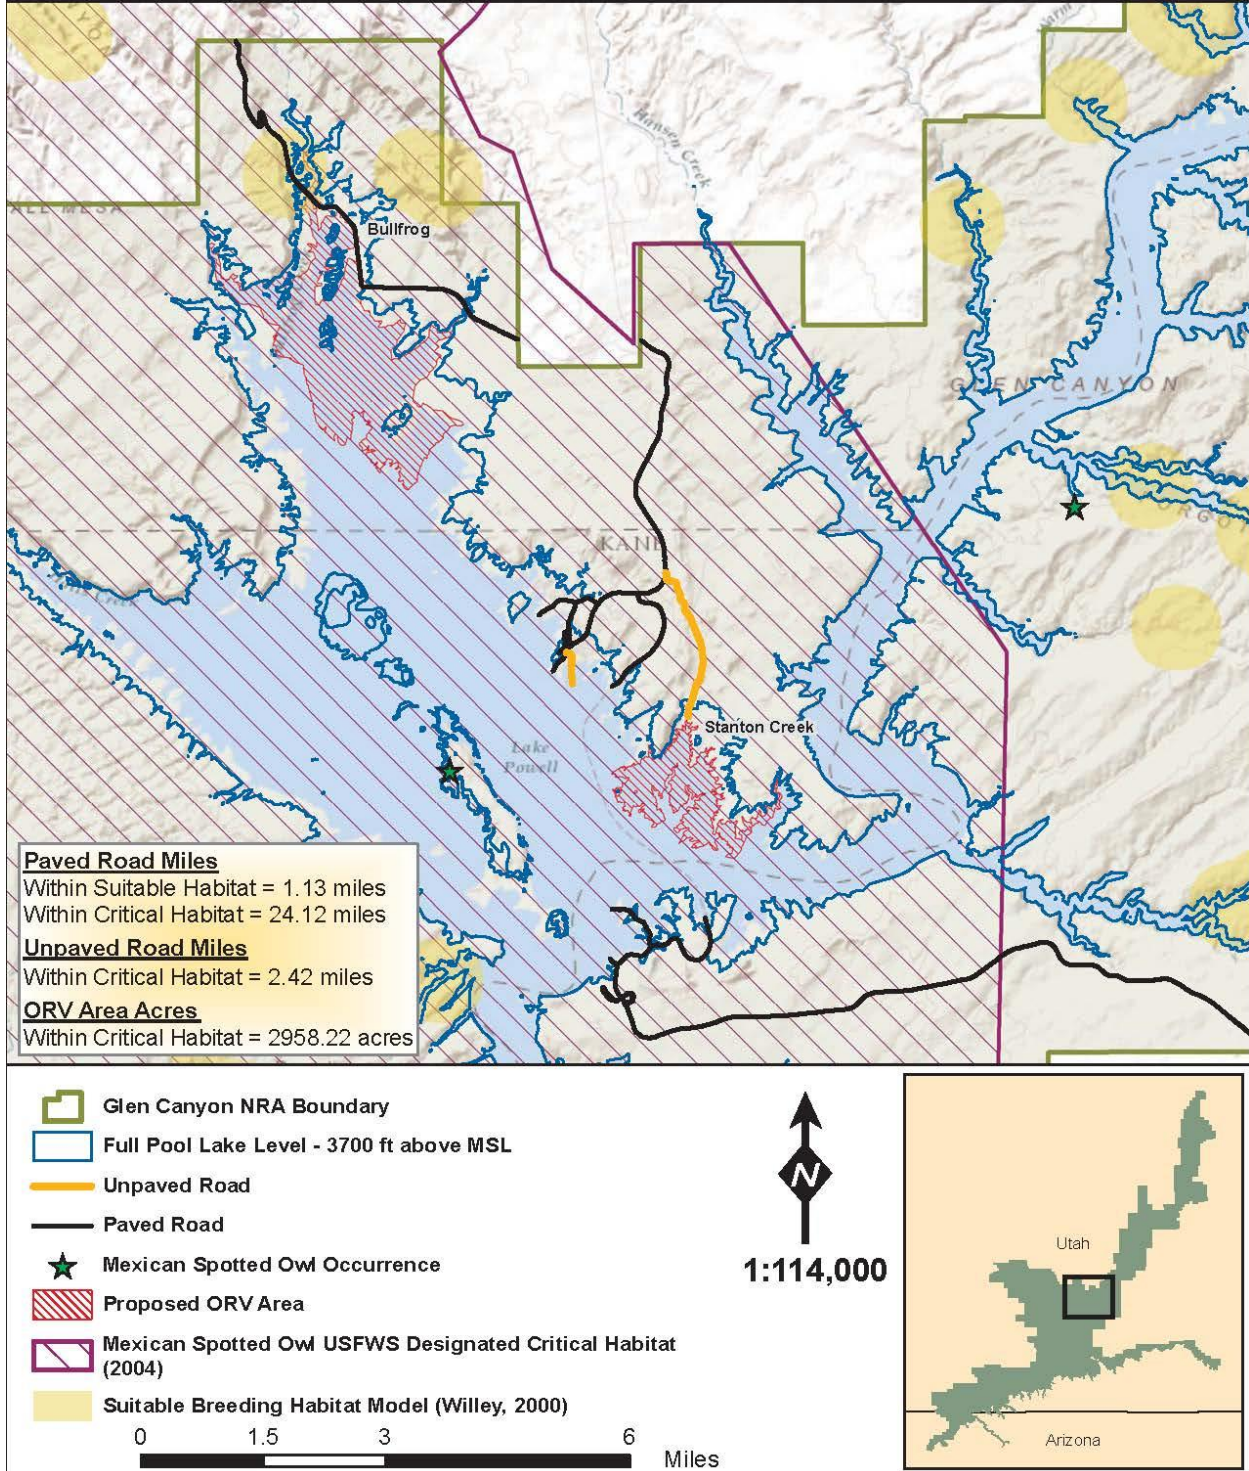 Hansen Creek
Bullfrog
GLEN CANYON
KANE
Stanton Creek
Lake
Powell
Paved Road Miles
Within Suitable Habitat = 1.13 miles
Within Critical Habitat = 24.12 miles
Unpaved Road Miles
Within Critical Habitat = 2.42 miles
ORV Area Acres
Within Critical Habitat = 2958.22 acres
Glen Canyon NRA Boundary
Full Pool Lake Level - 3700 ft above MSL
Unpaved Road
Paved Road
Mexican Spotted Owl Occurrence
Proposed ORV Area
Mexican Spotted Owl USFWS Designated Critical Habitat
(2004)
Suitable Breeding Habitat Model (Willey, 2000)
0 1.5 3 6
Miles
N
1:114,000
Utah
Arizona